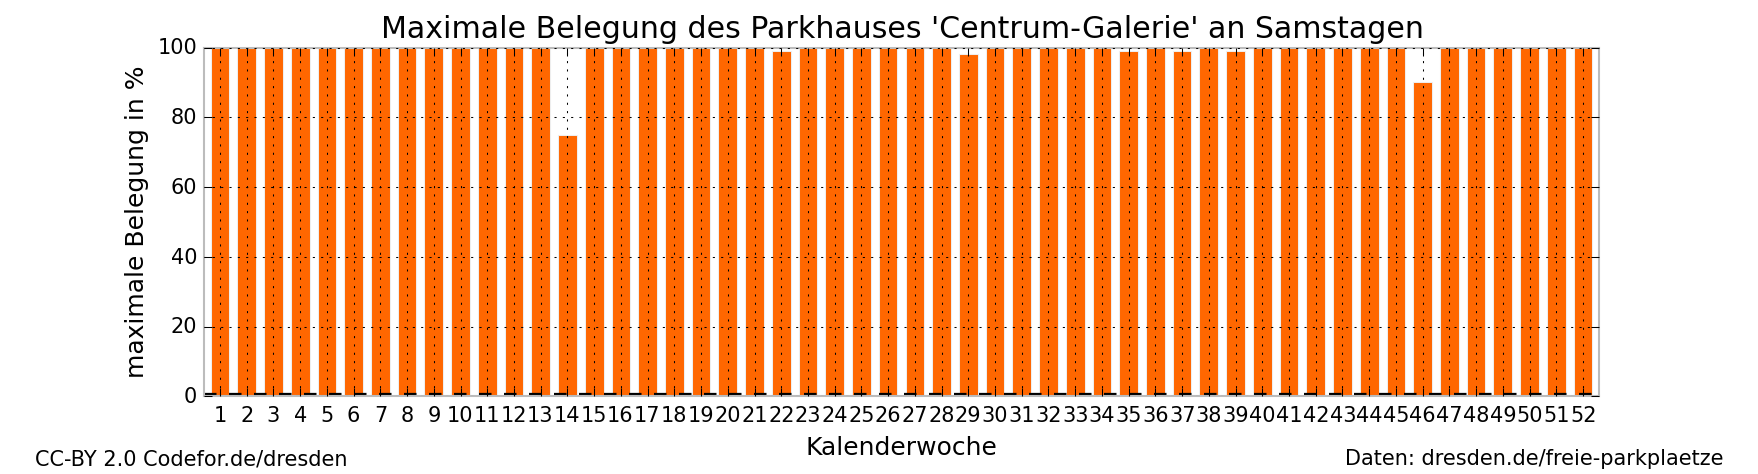 Maximale Belegung des Parkhauses 'Centrum-Galerie' an Samstagen
maximale Belegung in %
100
80
60
40
20
0
1 2 3 4 5 6 7 8 9 10 11 12 13 14 15 16 17 18 19 20 21 22 23 24 25 26 27 28 29 30 31 32 33 34 35 36 37 38 39 40 41 42 43 44 45 46 47 48 49 50 51 52
Kalenderwoche
CC-BY 2.0 Codefor.de/dresden
Daten: dresden.de/freie-parkplaetze